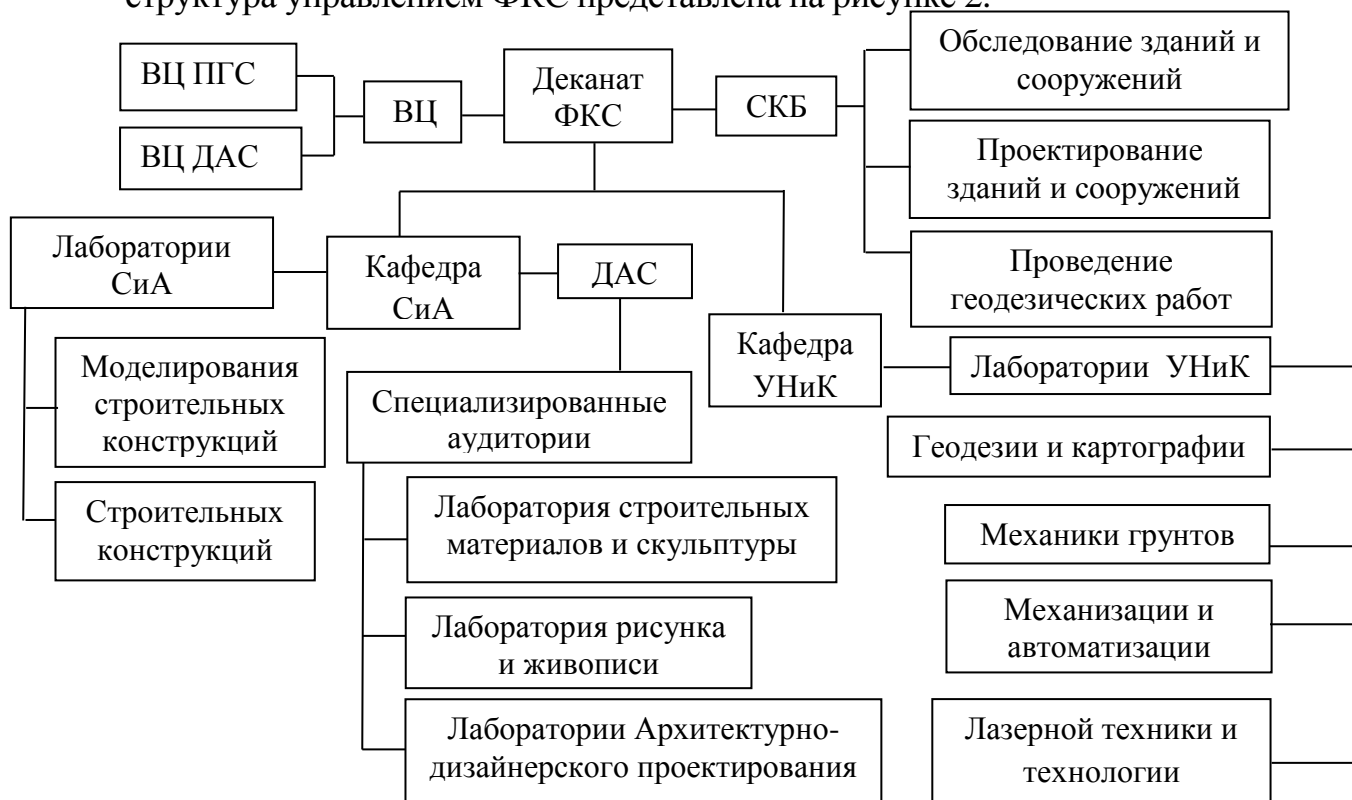 структура управлением ФКС представлена на рисунке 2.
ВЦ ПГС
ВЦ ДАС
ВЦ
Деканат
ФКС
СКБ
Обследование зданий и
сооружений
Проектирование
зданий и сооружений
Проведение
геодезических работ
Лаборатории
СиА
Кафедра
СиА
ДАС
Кафедра
УНиК
Лаборатории УНиК
Моделирования
строительных
конструкций
Строительных
конструкций
Специализированные
аудитории
Лаборатория строительных
материалов и скульптуры
Лаборатория рисунка
и живописи
Лаборатории Архитектурно-
дизайнерского проектирования
Геодезии и картографии
Механики грунтов
Механизации и
автоматизации
Лазерной техники и
технологии